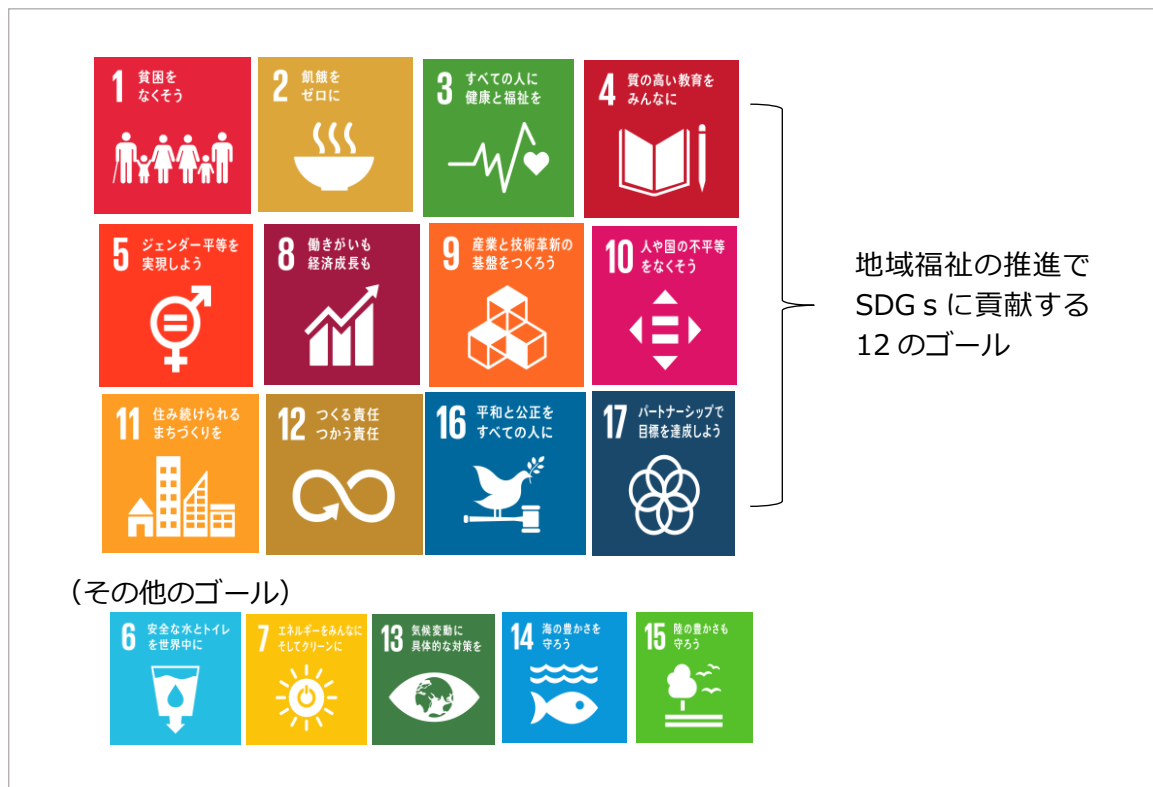 1 貧困を
なくそう
2 飢餓を
ゼロに
3 すべての人に
健康と福祉を
4 質の高い教育を
みんなに
5 ジェンダー平等を
実現しよう
8 働きがいも
経済成長も
9 産業と技術革新の
基盤をつくろう
10 人や国の不平等
をなくそう
11 住み続けられる
まちづくりを
12 つくる責任
つかう責任
16 平和と公正を
すべての人に
17 パートナーシップで
目標を達成しよう
地域福祉の推進で
SDGsに貢献する
12のゴール
(その他のゴール)
6 安全な水とトイレ
を世界中に
7 エネルギーをみんなに
そしてクリーンに
13 気候変動に
具体的な対策を
14 海の豊かさを
守ろう
15 陸の豊かさも
守ろう